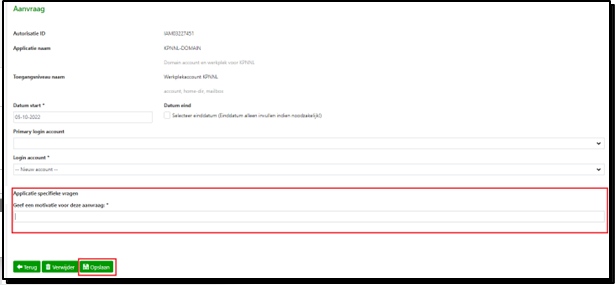 Aanvraag
Autorisatie ID IAM03227451
Applicatie naam KPNNL-DOMAIN
Domain account en werkplek voor KPNNL
Toegangsniveau naam Werkplekaccount KPNNL
account, home dir, mailbox
Datum start * Datum eind
05-10-2022 Selecteer einddatum (Einddatum alleen invullen indien noodzakelijk!)
Primary login account
Login account *
-- Nieuw account --
Applicatie specifieke vragen
Geef een motivatie voor deze aanvraag: *
Terug Verwijder Opslaan